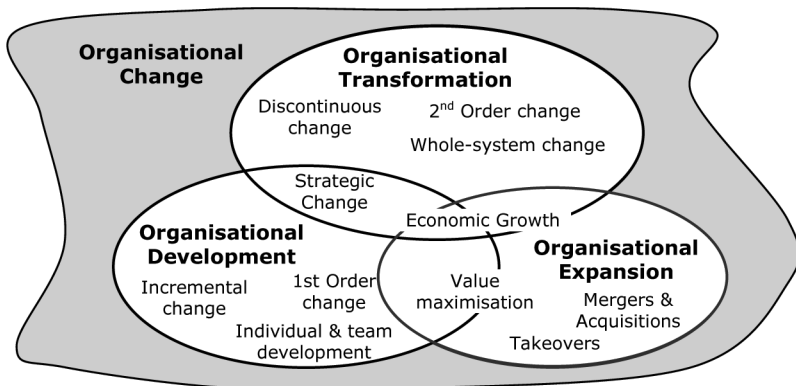 Organisational
Change
Organisational
Transformation
Discontinuous
change
2nd Order change
Whole-system change
Strategic
Change
Economic Growth
Organisational
Development
Incremental
change
1st Order
change
Individual & team
development
Value
maximisation
Organisational
Expansion
Mergers &
Acquisitions
Takeovers